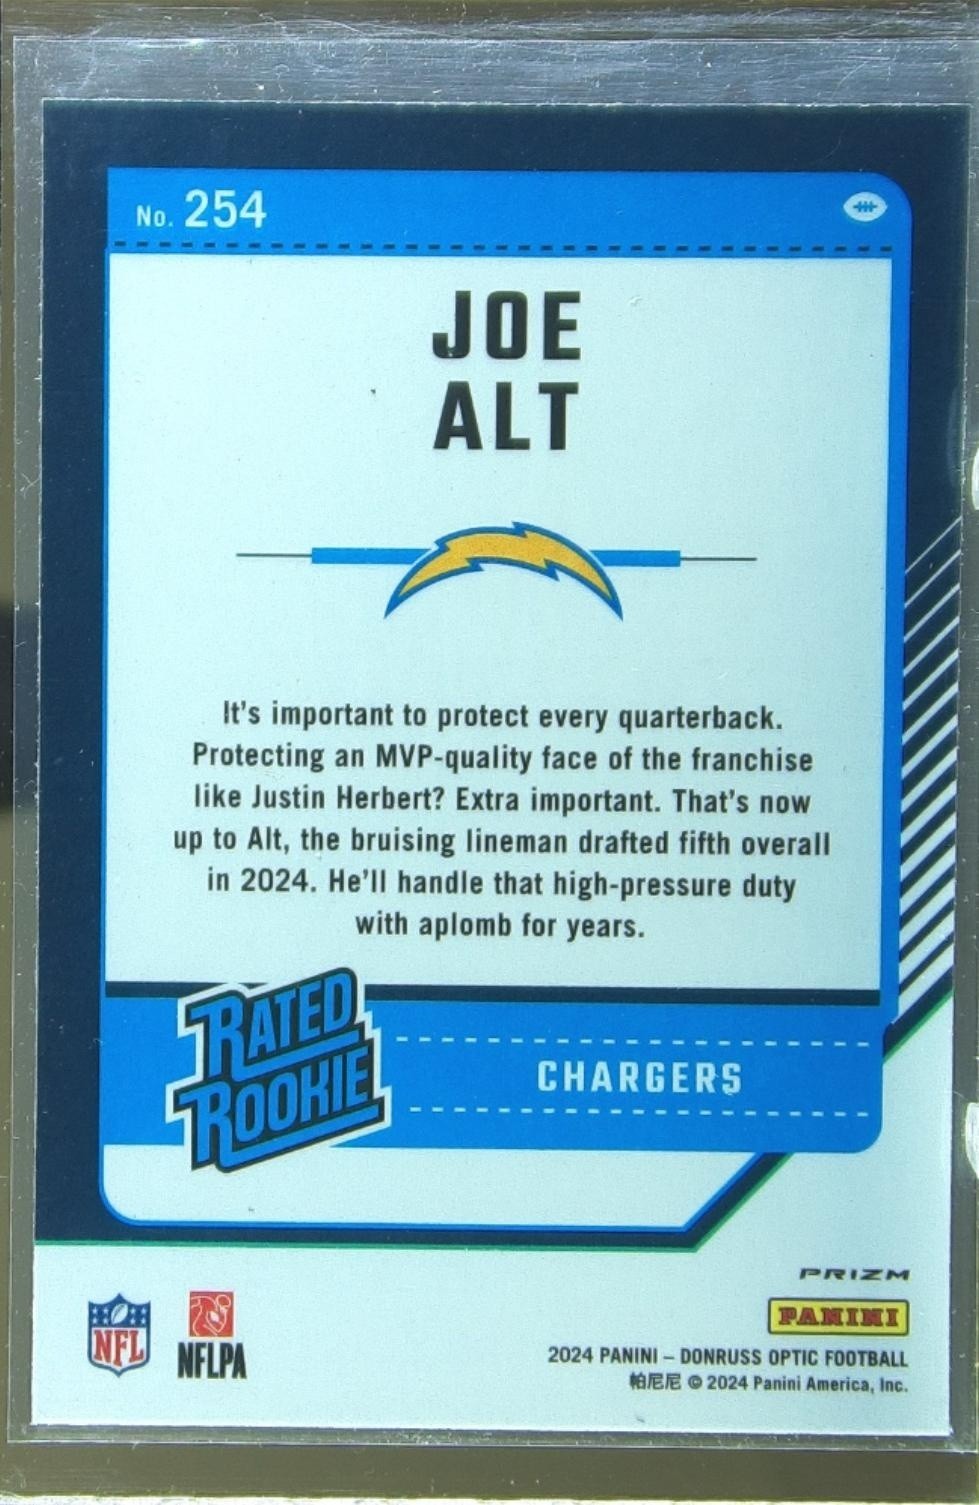 No. 254
JOE
ALT
It's important to protect every quarterback.
Protecting an MVP-quality face of the franchise
like Justin Herbert? Extra important. That's now
up to Alt, the bruising lineman drafted fifth overall
in 2024. He'll handle that high-pressure duty
with aplomb for years.
RATED
ROOKIE
CHARGERS
PRIZM
PANINI
NFL
NFLPA
2024 PANINI – DONRUSS OPTIC FOOTBALL
帕尼尼 © 2024 Panini America, Inc.